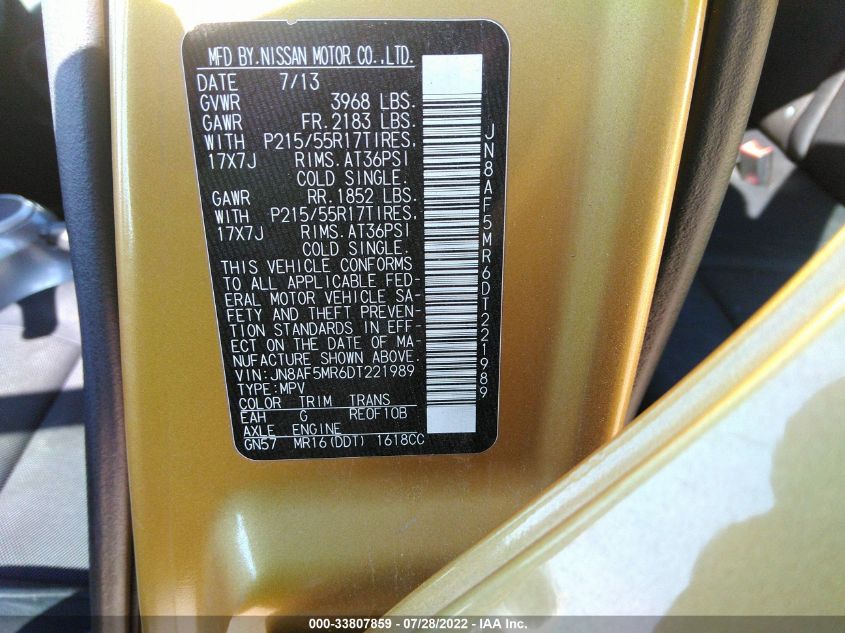 MFD BY.NISSAN MOTOR CO.,LTD.
DATE 7/13
GVWR 3968 LBS.
GAWR FR.2183 LBS.
WITH P215/55R17TIRES.
17X7J RIMS.AT36PSI
COLD SINGLE.
GAWR RR.1852 LBS.
WITH P215/55R17TIRES.
17X7J RIMS.AT36PSI
COLD SINGLE.
THIS VEHICLE CONFORMS
TO ALL APPLICABLE FED-
ERAL MOTOR VEHICLE SA-
FETY AND THEFT PREVEN-
TION STANDARDS IN EFF-
ECT ON THE DATE OF MA-
NUFACTURE SHOWN ABOVE.
VIN:JN8AF5MR6DT221989
TYPE:MPV
COLOR TRIM TRANS
EAH G REOF10B
AXLE ENGINE
GN57 MR16(DDT) 1618CC
JN8AF5MR6DT221989
000-33807859 - 07/28/2022 - IAA Inc.